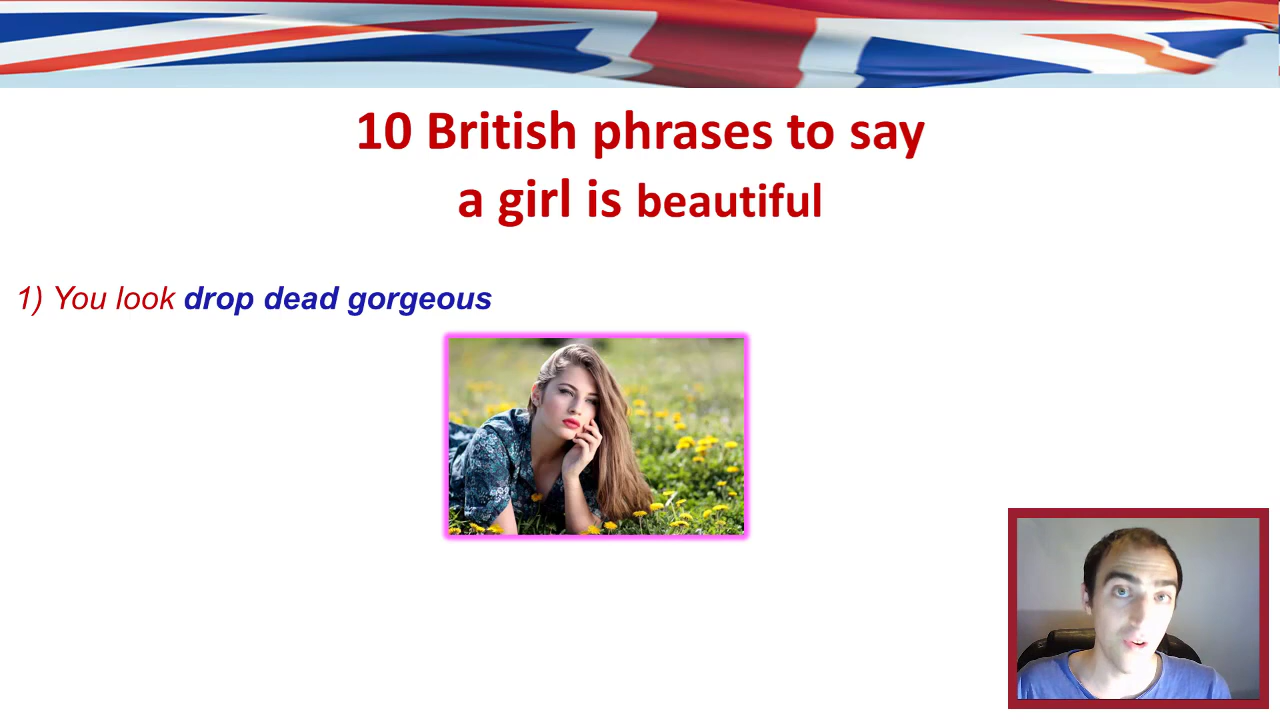 10 British phrases to say
a girl is beautiful
1) You look drop dead gorgeous